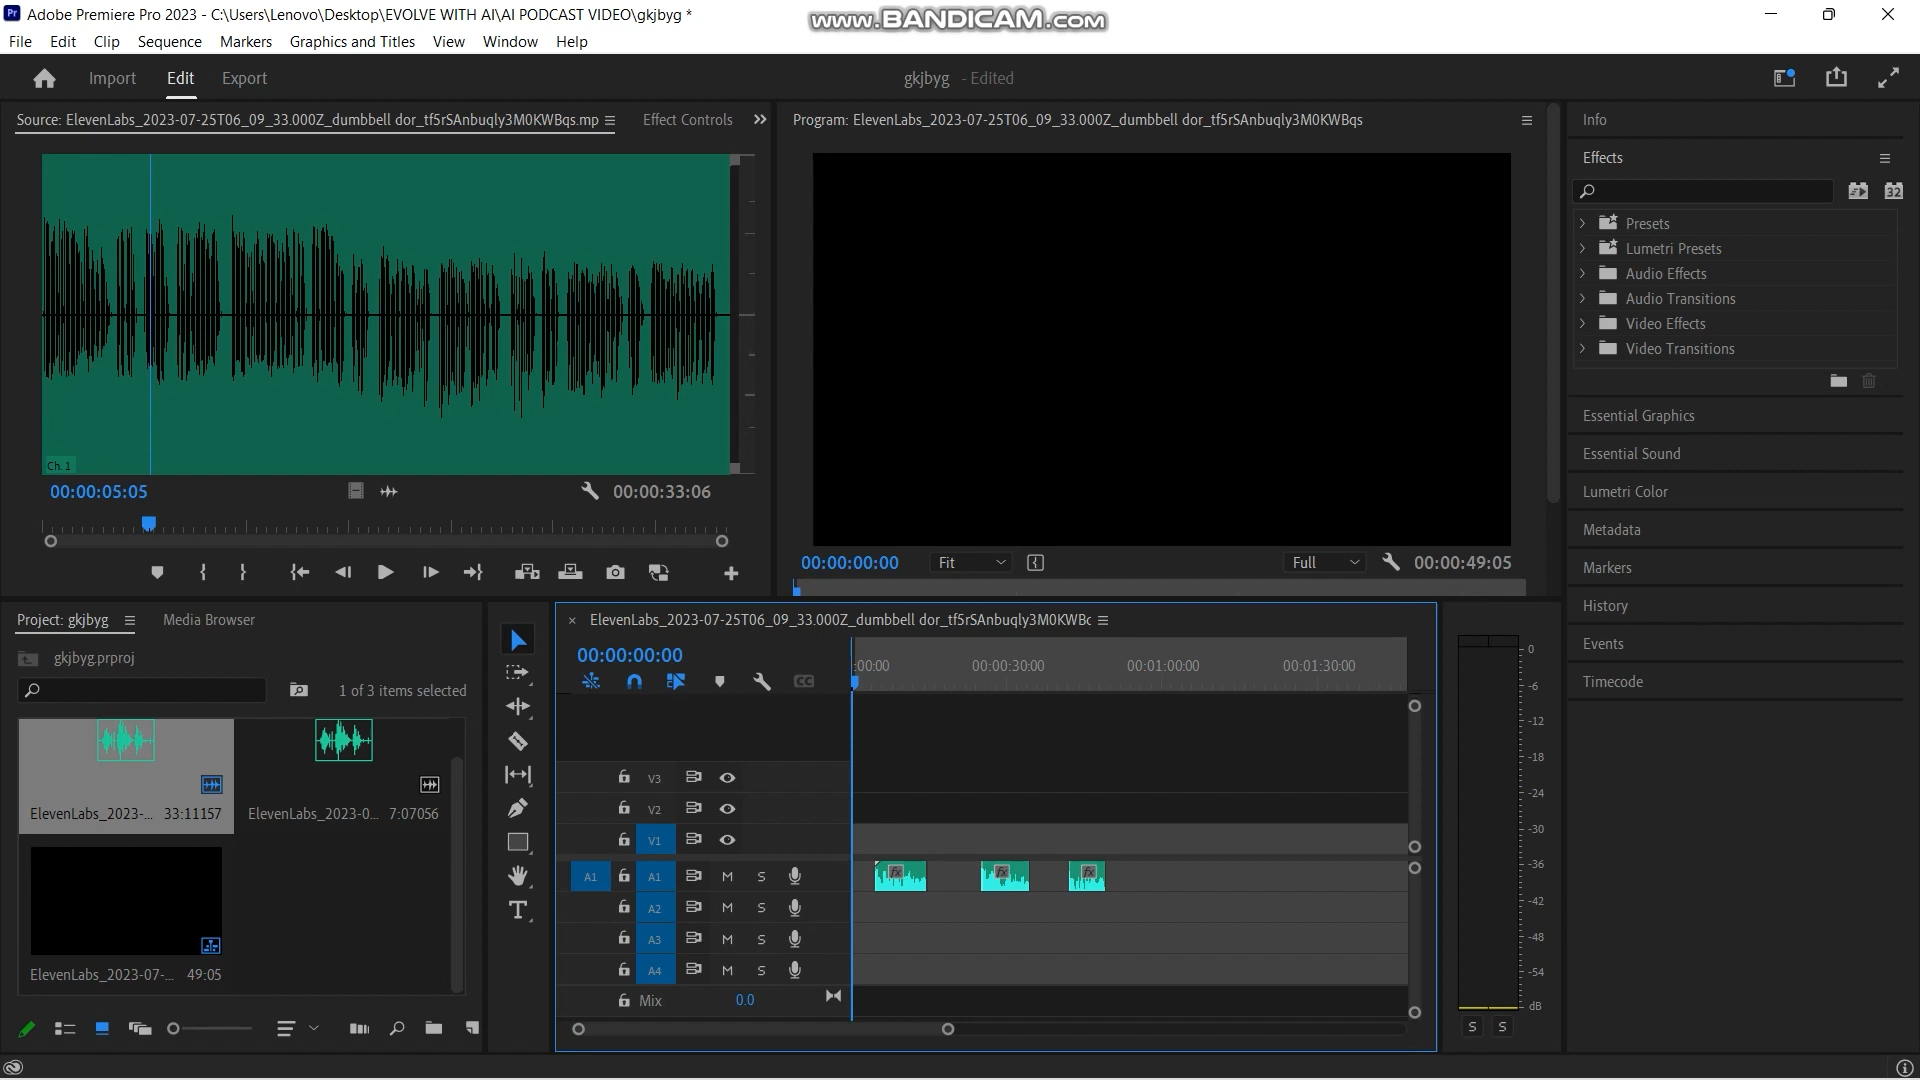 Adobe Premiere Pro 2023 - C:\Users\Lenovo\Desktop\EVOLVE WITH AI\AI PODCAST VIDEO\gkjbyg *
www.BANDICAM.com
File Edit Clip Sequence Markers Graphics and Titles View Window Help
Import Edit Export
gkjbyg - Edited
Source: ElevenLabs_2023-07-25T06_09_33.000Z_dumbbell dor_tf5rSAnbuqly3M0KWBqs.mp
Effect Controls
Ch. 1
00:00:05:05
00:00:33:06
Program: ElevenLabs_2023-07-25T06_09_33.000Z_dumbbell dor_tf5rSAnbuqly3M0KWBqs
00:00:00:00
Fit
Full
00:00:49:05
Info
Effects
32
Presets
Lumetri Presets
Audio Effects
Audio Transitions
Video Effects
Video Transitions
Essential Graphics
Essential Sound
Lumetri Color
Metadata
Markers
History
Events
Timecode
Project: gkjbyg
Media Browser
gkjbyg.prproj
1 of 3 items selected
ElevenLabs_2023-... 33:11157
ElevenLabs_2023-0... 7:07056
ElevenLabs_2023-07-... 49:05
ElevenLabs_2023-07-25T06_09_33.000Z_dumbbell dor_tf5rSAnbuqly3M0KWBc
00:00:00:00
:00:00 00:00:30:00 00:01:00:00 00:01:30:00
CC
V3
V2
V1
A1 A1 M S
fx fx fx
A2 M S
A3 M S
A4 M S
Mix 0.0
0
-6
-12
-18
-24
-30
-36
-42
-48
-54
dB
S S